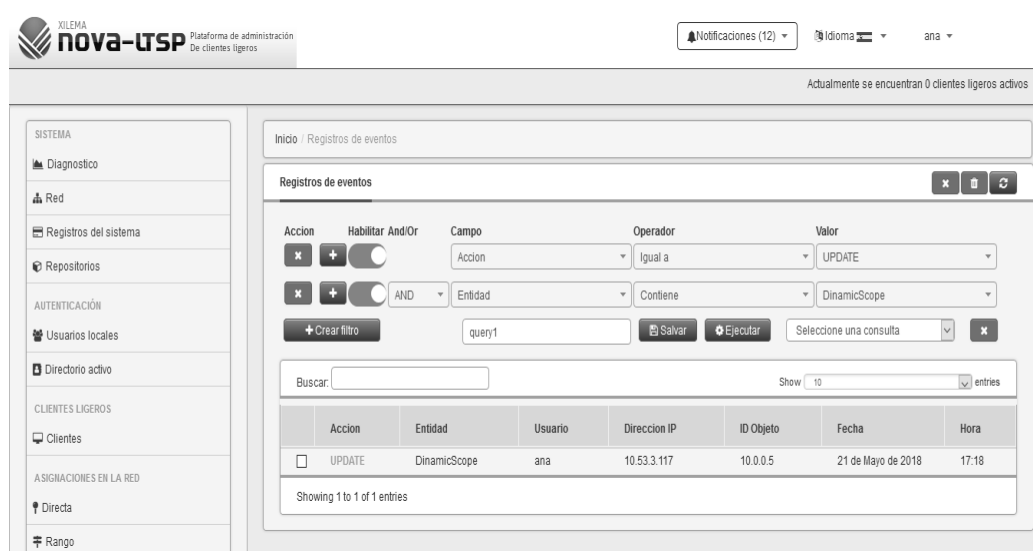 XILEMA
nova-LTSP Plataforma de administración
De clientes ligeros
Notificaciones (12)
Idioma
ana
Actualmente se encuentran 0 clientes ligeros activos
SISTEMA
Diagnostico
Red
Registros del sistema
Repositorios
AUTENTICACIÓN
Usuarios locales
Directorio activo
CLIENTES LIGEROS
Clientes
ASIGNACIONES EN LA RED
Directa
Rango
Inicio / Registros de eventos
Registros de eventos
Accion Habilitar And/Or Campo Operador Valor
Accion Igual a UPDATE
AND Entidad Contiene DinamicScope
Crear filtro query1 Salvar Ejecutar Seleccione una consulta
Buscar: Show 10 entries
Accion Entidad Usuario Direccion IP ID Objeto Fecha Hora
UPDATE DinamicScope ana 10.53.3.117 10.0.0.5 21 de Mayo de 2018 17:18
Showing 1 to 1 of 1 entries